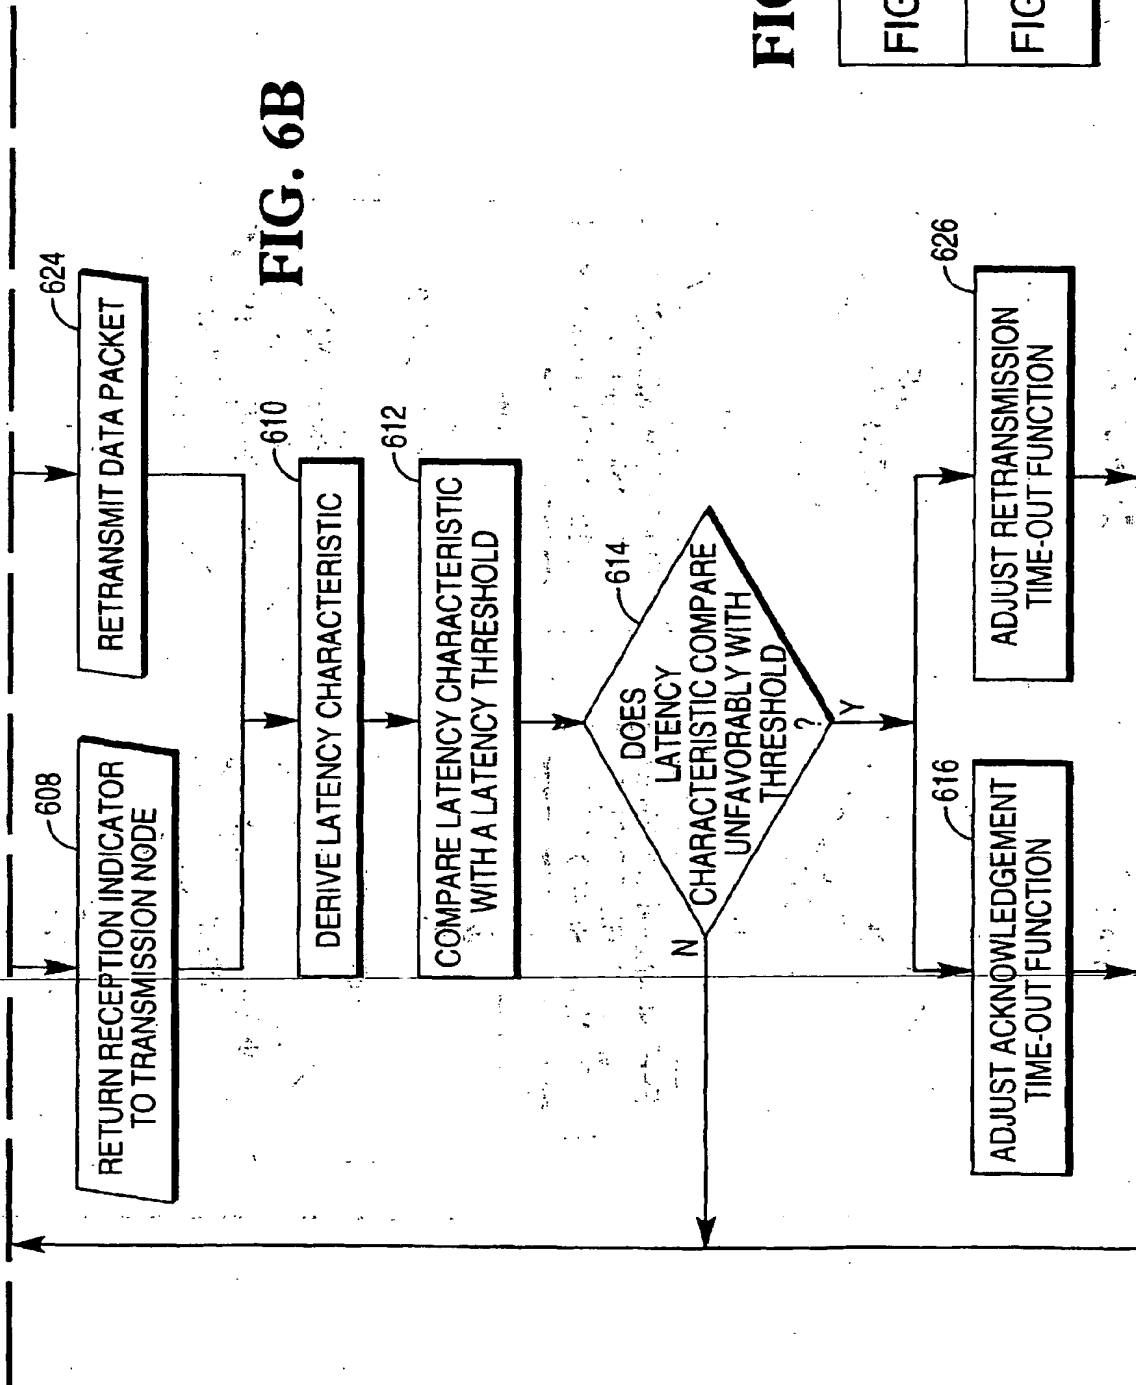 608
RETURN RECEPTION INDICATOR
TO TRANSMISSION NODE
624
RETRANSMIT DATA PACKET
FIG. 6B
610
DERIVE LATENCY CHARACTERISTIC
612
COMPARE LATENCY CHARACTERISTIC
WITH A LATENCY THRESHOLD
614
DOES
LATENCY
CHARACTERISTIC COMPARE
UNFAVORABLY WITH
THRESHOLD
?
N
Y
616
ADJUST ACKNOWLEDGEMENT
TIME-OUT FUNCTION
626
ADJUST RETRANSMISSION
TIME-OUT FUNCTION
FIG
FIG